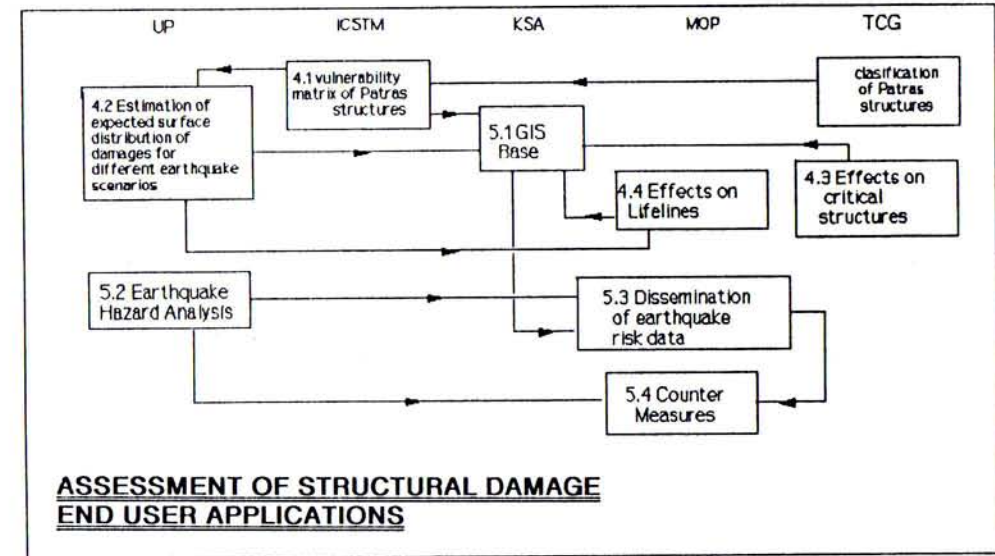 UP ICSTM KSA MOP TCG
4.1 vulnerability
matrix of Patras
structures
clasification
of Patras
structures
4.2 Estimation of
expected surface
distribution of
damages for
different earthquake
scenarios
5.1 GIS
Base
4.4 Effects on
Lifelines
4.3 Effects on
critical
structures
5.2 Earthquake
Hazard Analysis
5.3 Dissemination
of earthquake
risk data
5.4 Counter
Measures
ASSESSMENT OF STRUCTURAL DAMAGE
END USER APPLICATIONS